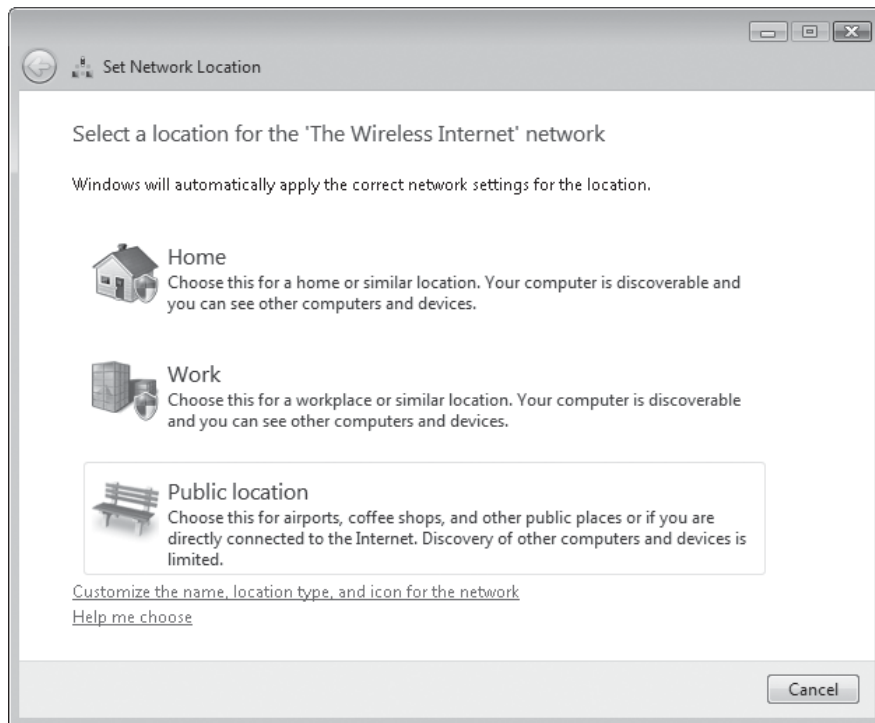 Set Network Location
Select a location for the 'The Wireless Internet' network
Windows will automatically apply the correct network settings for the location.
Home
Choose this for a home or similar location. Your computer is discoverable and
you can see other computers and devices.
Work
Choose this for a workplace or similar location. Your computer is discoverable
and you can see other computers and devices.
Public location
Choose this for airports, coffee shops, and other public places or if you are
directly connected to the Internet. Discovery of other computers and devices is
limited.
Customize the name, location type, and icon for the network
Help me choose
Cancel